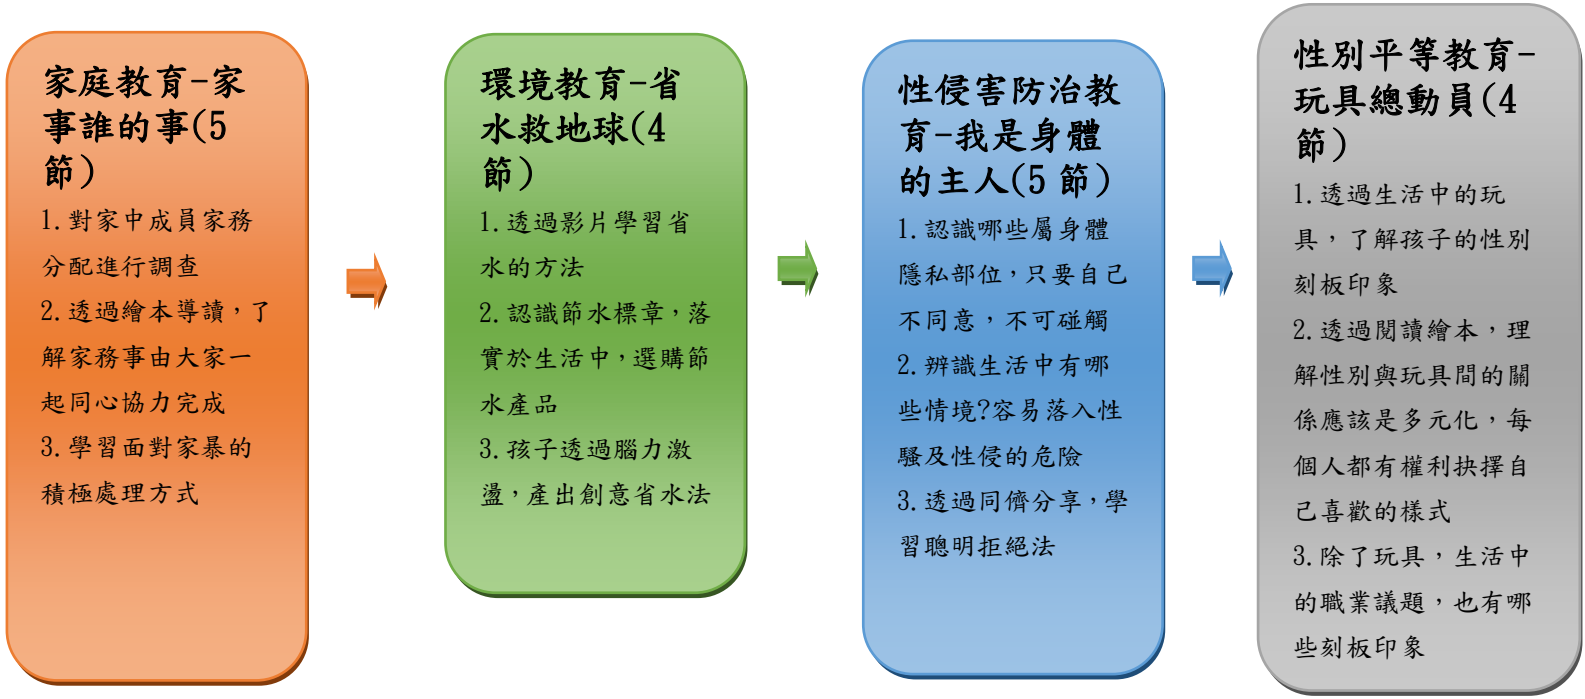 家庭教育-家
事誰的事(5
節)
1.對家中成員家務
分配進行調查
2.透過繪本導讀，了
解家務事由大家一
起同心協力完成
3.學習面對家暴的
積極處理方式
環境教育-省
水救地球(4
節)
1.透過影片學習省
水的方法
2.認識節水標章，落
實於生活中，選購節
水產品
3.孩子透過腦力激
盪，產出創意省水法
性侵害防治教
育-我是身體
的主人(5 節)
1.認識哪些屬身體
隱私部位，只要自己
不同意，不可碰觸
2.辨識生活中有哪
些情境?容易落入性
騷及性侵的危險
3.透過同儕分享，學
習聰明拒絕法
性別平等教育-
玩具總動員(4
節)
1.透過生活中的玩
具，了解孩子的性別
刻板印象
2.透過閱讀繪本，理
解性別與玩具間的關
係應該是多元化，每
個人都有權利抉擇自
己喜歡的樣式
3.除了玩具，生活中
的職業議題，也有哪
些刻板印象